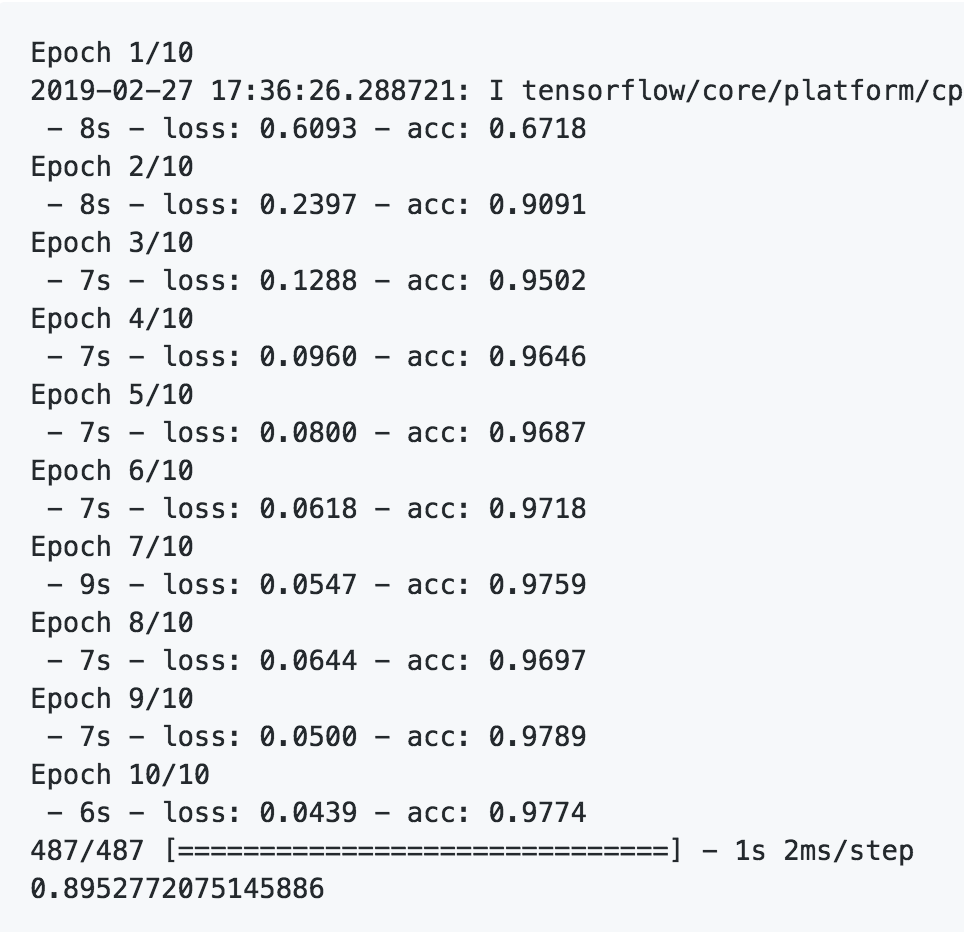 Epoch 1/10
2019-02-27 17:36:26.288721: I tensorflow/core/platform/cp
 - 8s - loss: 0.6093 - acc: 0.6718
Epoch 2/10
 - 8s - loss: 0.2397 - acc: 0.9091
Epoch 3/10
 - 7s - loss: 0.1288 - acc: 0.9502
Epoch 4/10
 - 7s - loss: 0.0960 - acc: 0.9646
Epoch 5/10
 - 7s - loss: 0.0800 - acc: 0.9687
Epoch 6/10
 - 7s - loss: 0.0618 - acc: 0.9718
Epoch 7/10
 - 9s - loss: 0.0547 - acc: 0.9759
Epoch 8/10
 - 7s - loss: 0.0644 - acc: 0.9697
Epoch 9/10
 - 7s - loss: 0.0500 - acc: 0.9789
Epoch 10/10
 - 6s - loss: 0.0439 - acc: 0.9774
487/487 [==============================] - 1s 2ms/step
0.8952772075145886